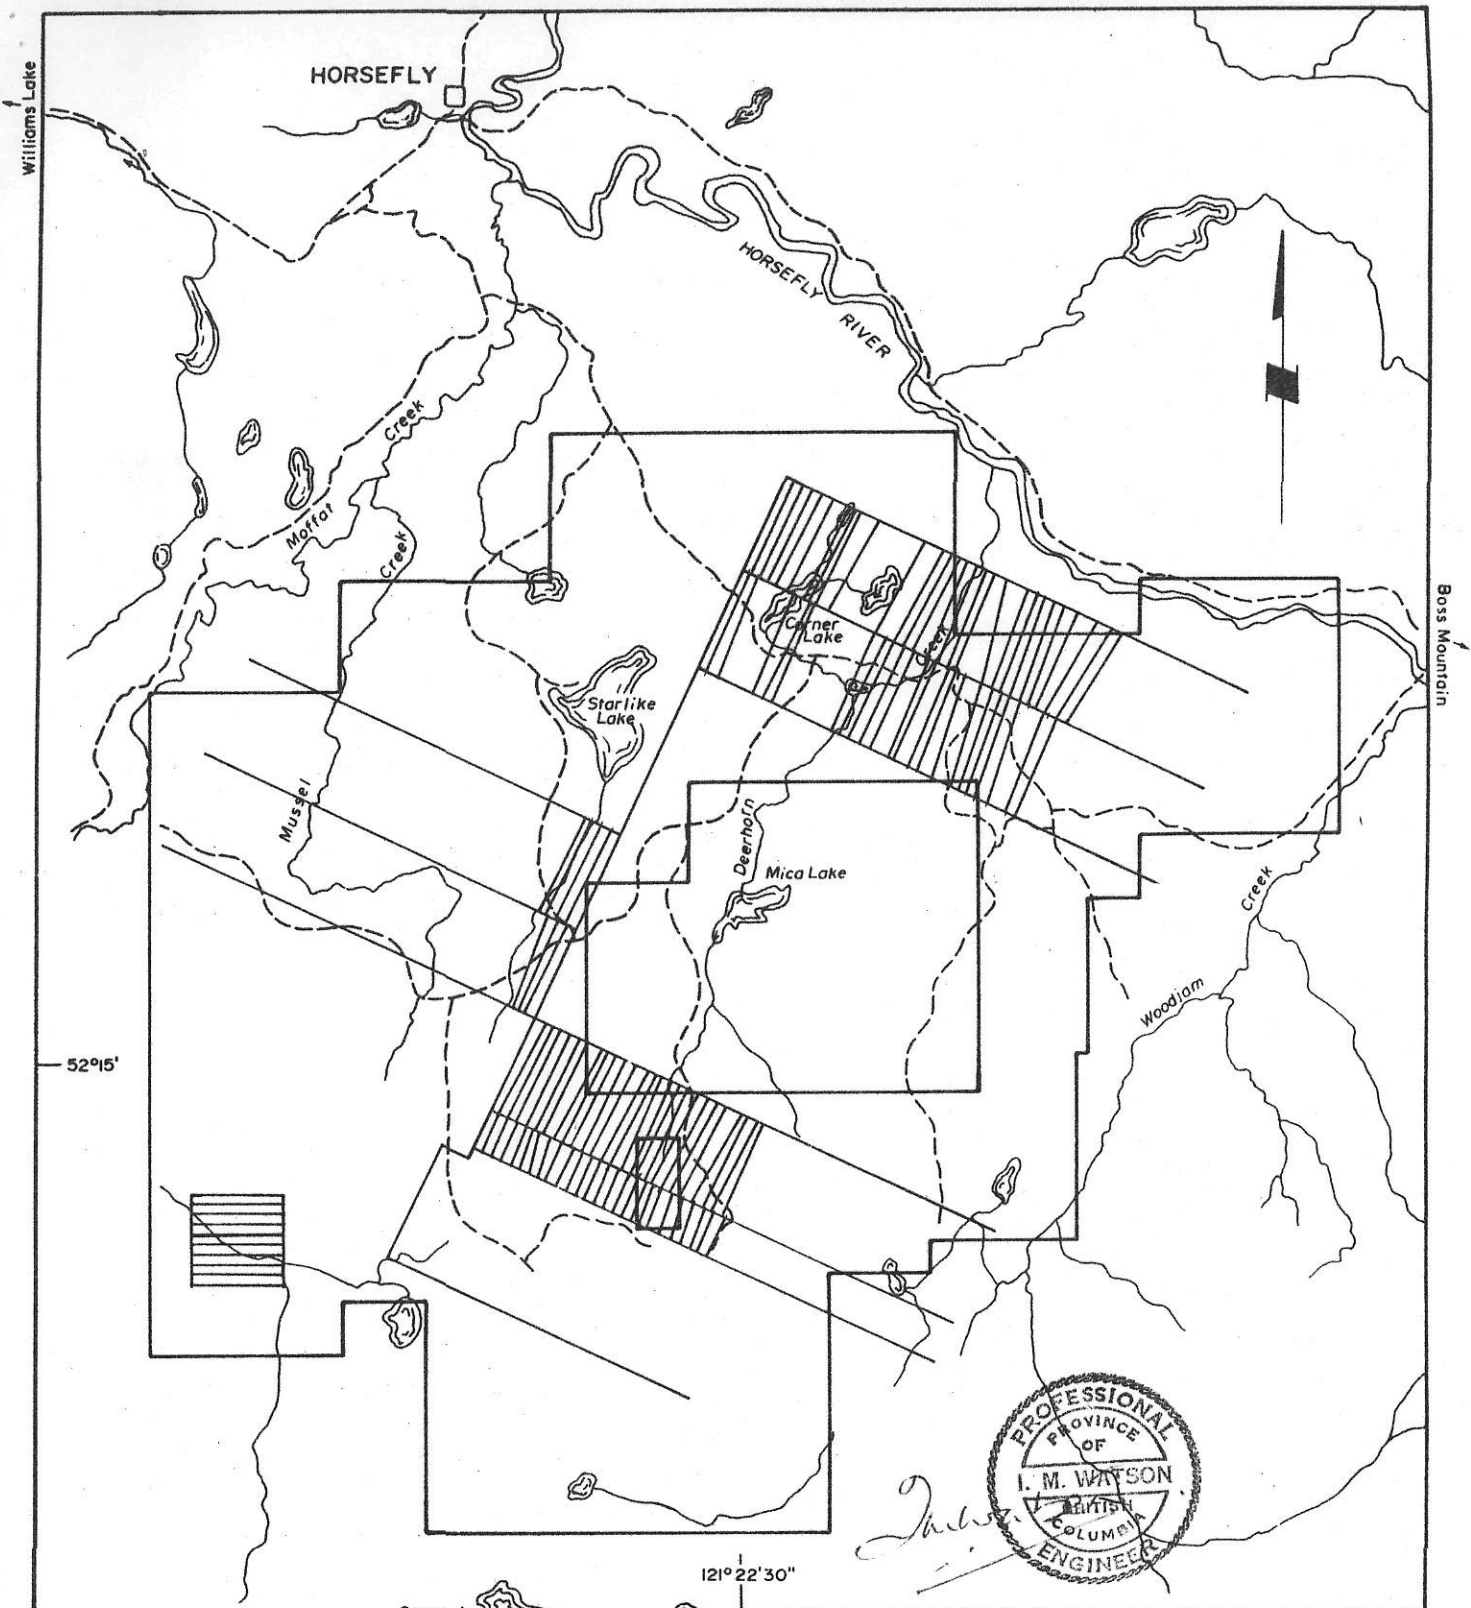 HORSEFLY
Williams Lake
HORSEFLY
RIVER
Creek
Moffat
Creek
Corner
Lake
Creek
Boss Mountain
Starlike
Lake
Mussel
Deerhorn
Mica Lake
Creek
Woodjam
52°15'
PROFESSIONAL
PROVINCE
OF
I. M. WATSON
BRITISH
COLUMBIA
ENGINEER
121°22'30"